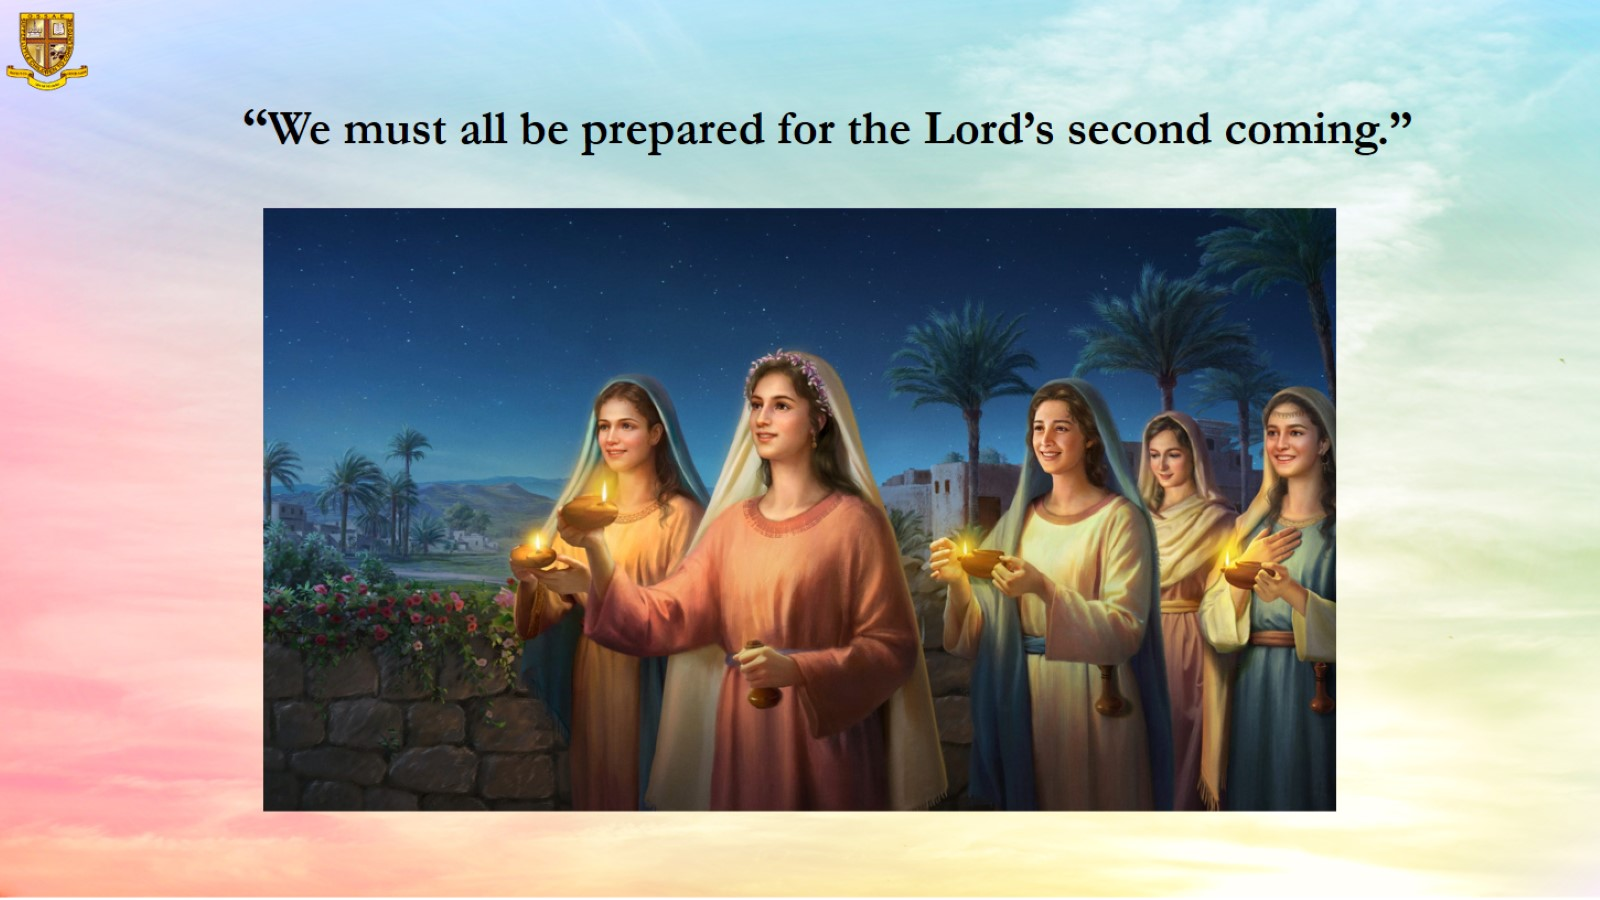 D.S.S.A.E.
“We must all be prepared for the Lord’s second coming.”